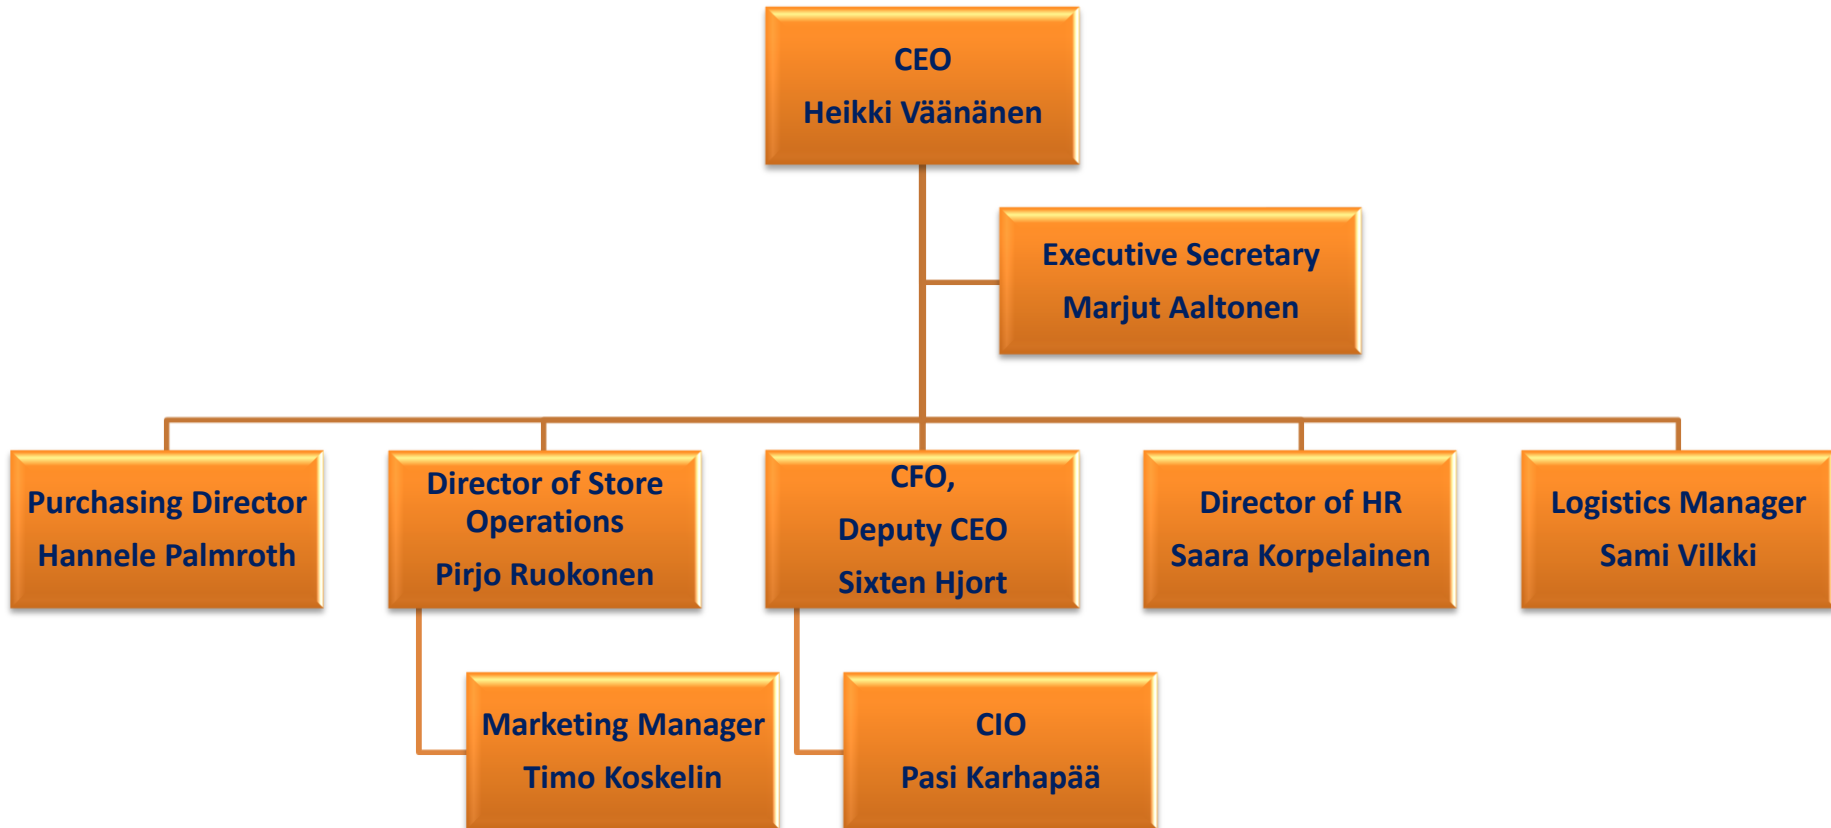 CEO
Heikki Väänänen
Executive Secretary
Marjut Aaltonen
Purchasing Director
Hannele Palmroth
Director of Store
Operations
Pirjo Ruokonen
CFO,
Deputy CEO
Sixten Hjort
Director of HR
Saara Korpelainen
Logistics Manager
Sami Vilkki
Marketing Manager
Timo Koskelin
CIO
Pasi Karhapää